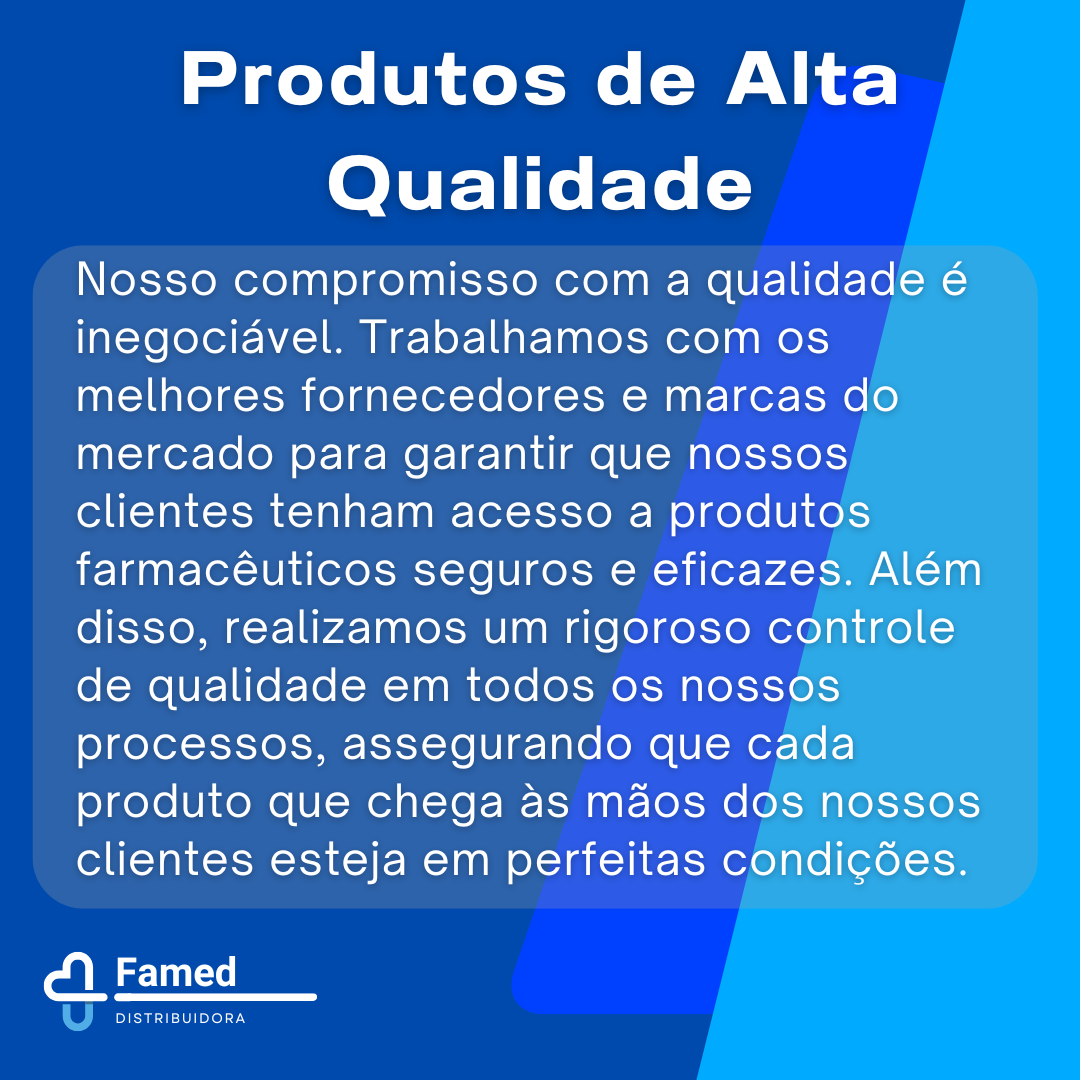 Produtos de Alta
Qualidade
Nosso compromisso com a qualidade é
inegociável. Trabalhamos com os
melhores fornecedores e marcas do
mercado para garantir que nossos
clientes tenham acesso a produtos
farmacêuticos seguros e eficazes. Além
disso, realizamos um rigoroso controle
de qualidade em todos os nossos
processos, assegurando que cada
produto que chega às mãos dos nossos
clientes esteja em perfeitas condições.
Famed
DISTRIBUIDORA